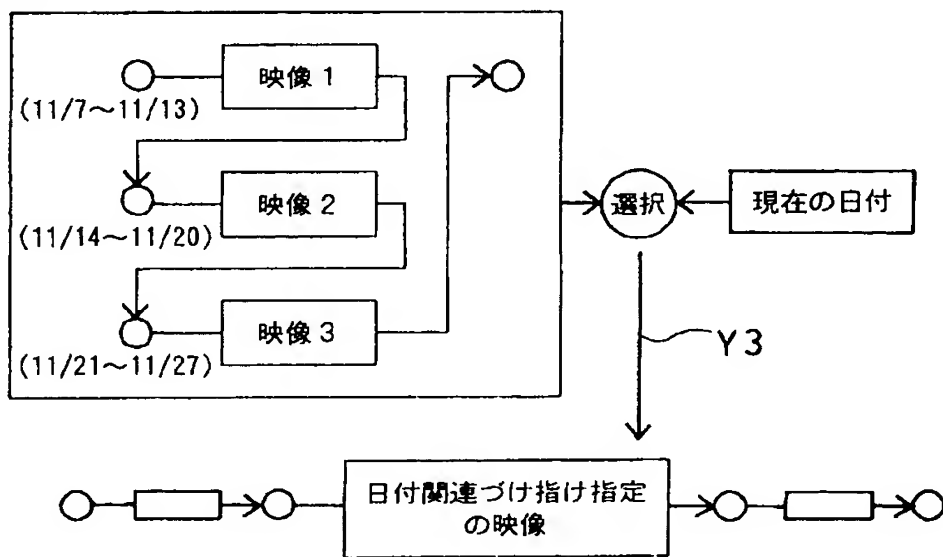 映像1
(11/7～11/13)
映像2
(11/14～11/20)
映像3
(11/21～11/27)
選択
現在の日付
Y3
日付関連づけ指け指定
の映像